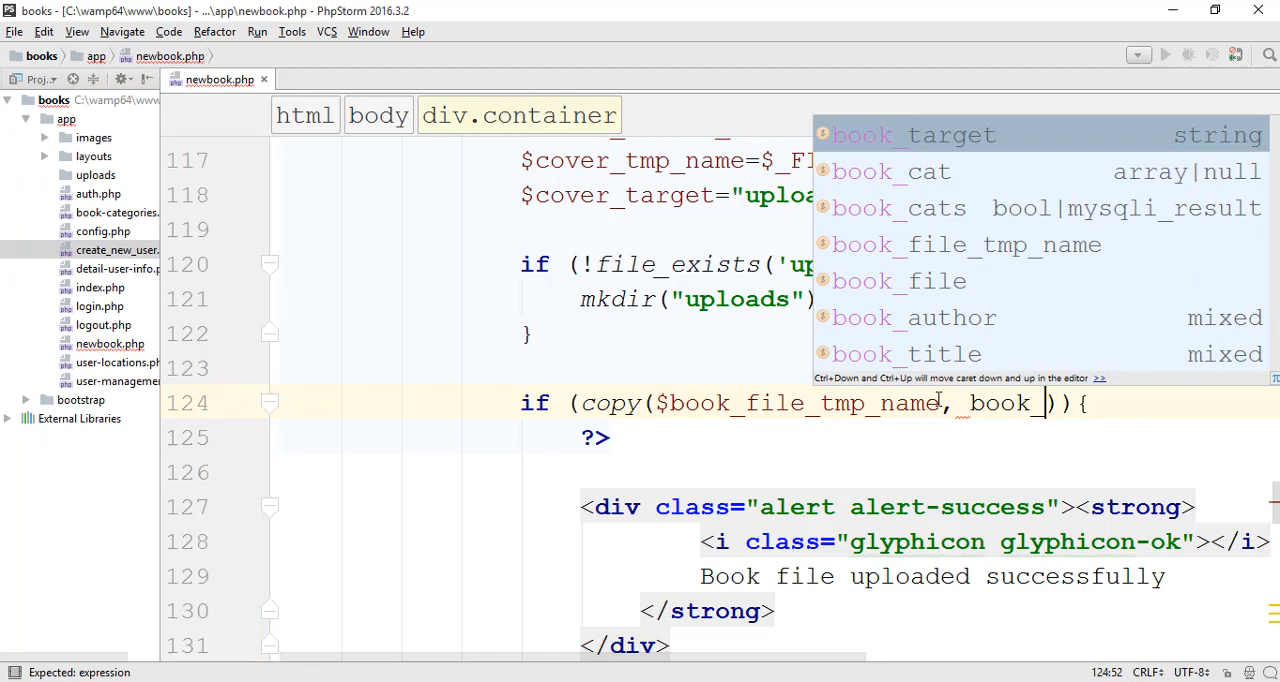 books - [C:\wamp64\www\books] - ...\app\newbook.php - PhpStorm 2016.3.2
File Edit View Navigate Code Refactor Run Tools VCS Window Help
books app newbook.php
Proj.. newbook.php
books C:\wamp64\www
app
images
layouts
uploads
auth.php
book-categories.
config.php
create_new_user.
detail-user-info.p
index.php
login.php
logout.php
newbook.php
user-locations.ph
user-manageme
bootstrap
External Libraries
html body div.container
117 $cover_tmp_name=$_FI
118 $cover_target="uploa
119
120 if (!file_exists('up
121 mkdir("uploads")
122 }
123
124 if (copy($book_file_tmp_name, book_)){
125 ?>
126
127 <div class="alert alert-success"><strong>
128 <i class="glyphicon glyphicon-ok"></i>
129 Book file uploaded successfully
130 </strong>
131 </div>
book_target string
book_cat array|null
book_cats bool|mysqli_result
book_file_tmp_name
book_file
book_author mixed
book_title mixed
Ctrl+Down and Ctrl+Up will move caret down and up in the editor >>
Expected: expression 124:52 CRLF UTF-8